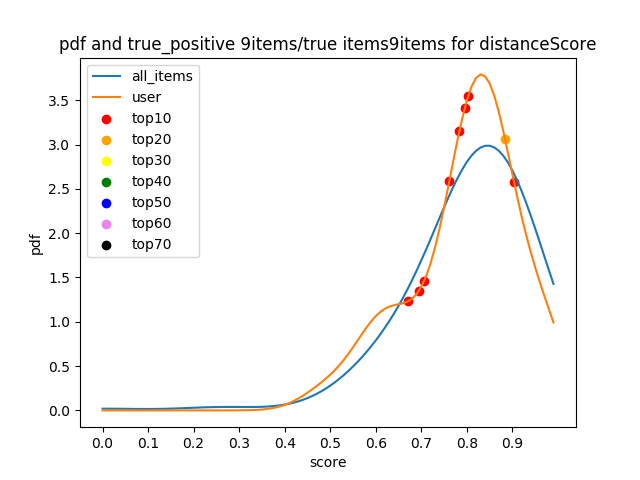 pdf and true_positive 9items/true items9items for distanceScore
all_items
user
top10
top20
top30
top40
top50
top60
top70
pdf
3.5
3.0
2.5
2.0
1.5
1.0
0.5
0.0
0.0 0.1 0.2 0.3 0.4 0.5 0.6 0.7 0.8 0.9
score